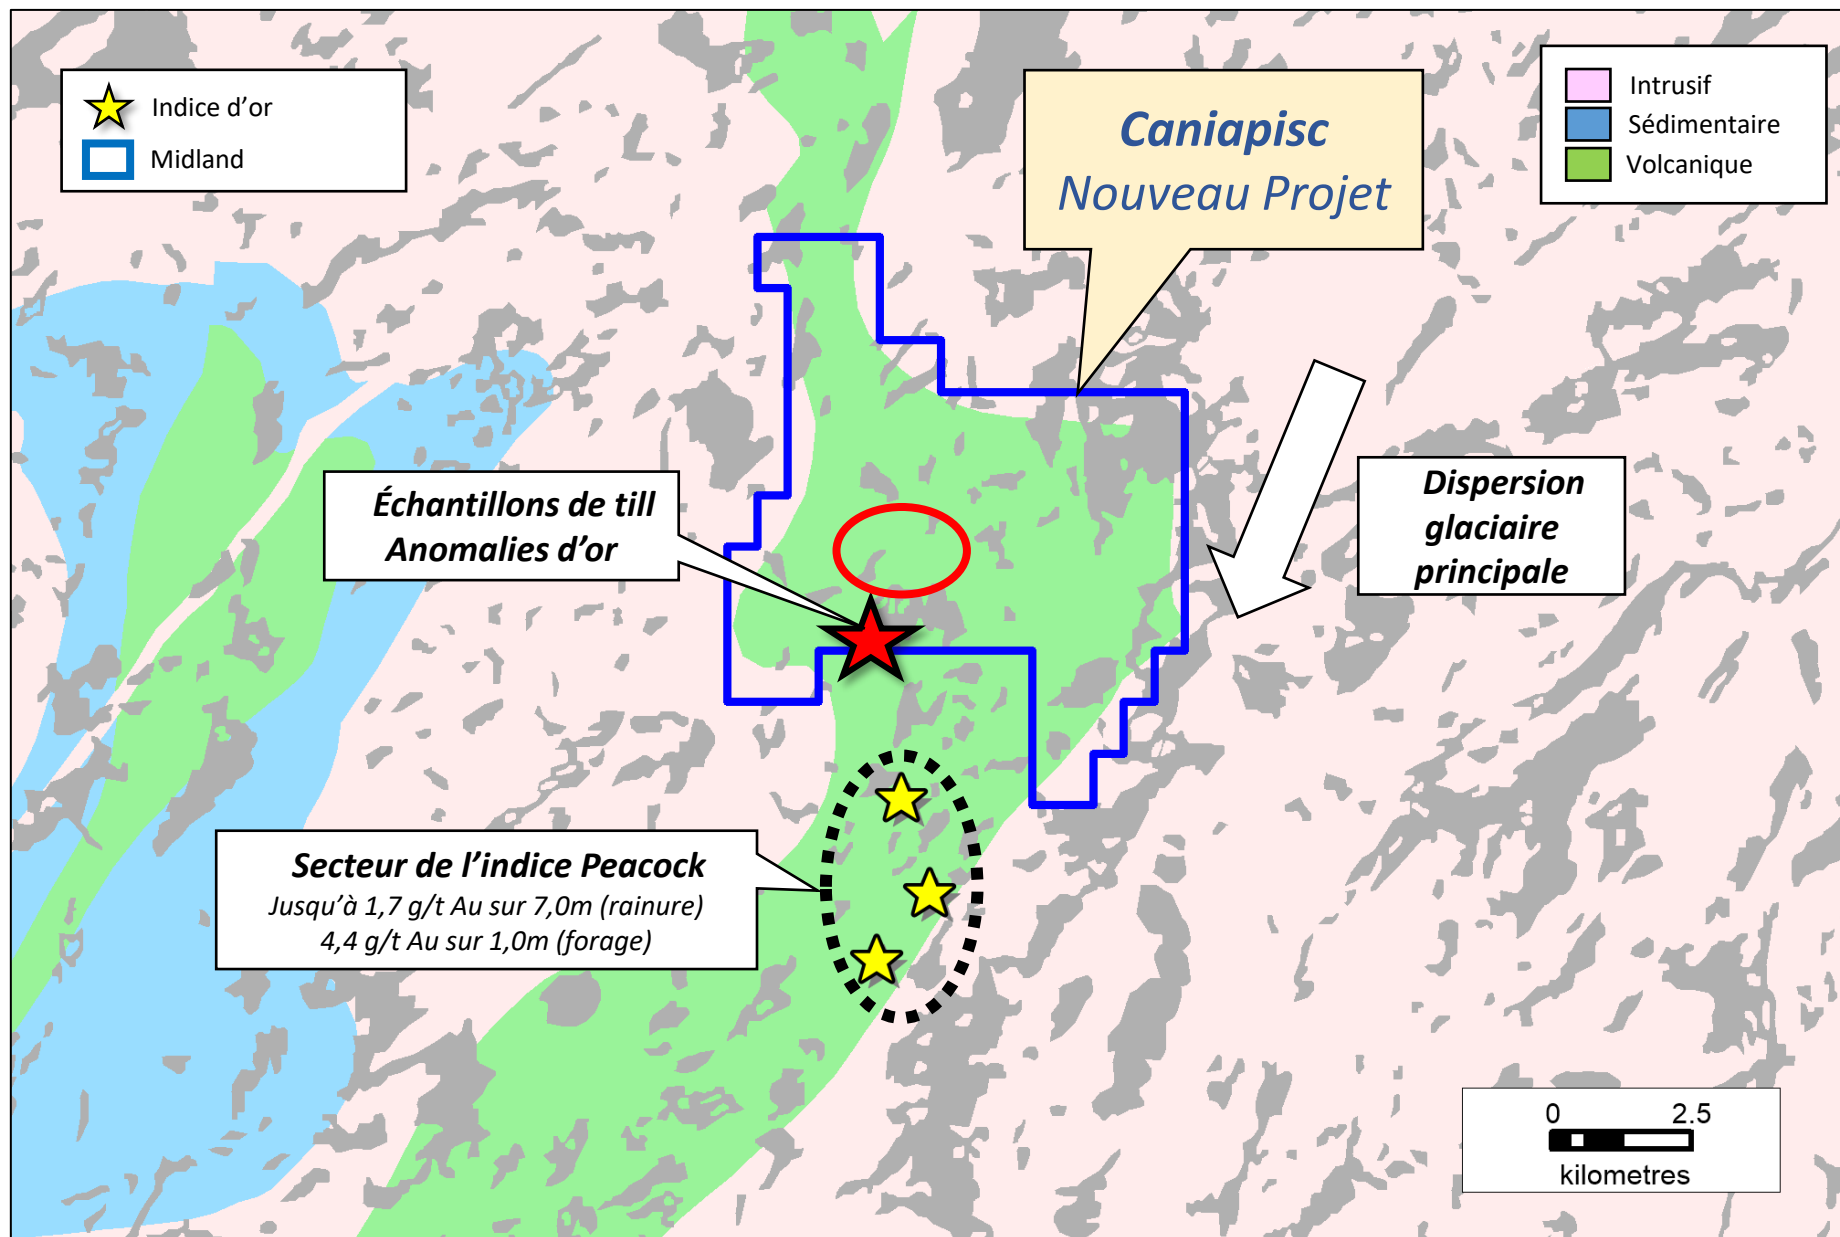 Indice d’or
Midland
Caniapisc
Nouveau Projet
Intrusif
Sédimentaire
Volcanique
Échantillons de till
Anomalies d’or
Dispersion
glaciaire
principale
Secteur de l’indice Peacock
Jusqu’à 1,7 g/t Au sur 7,0m (rainure)
4,4 g/t Au sur 1,0m (forage)
0 2.5
kilometres